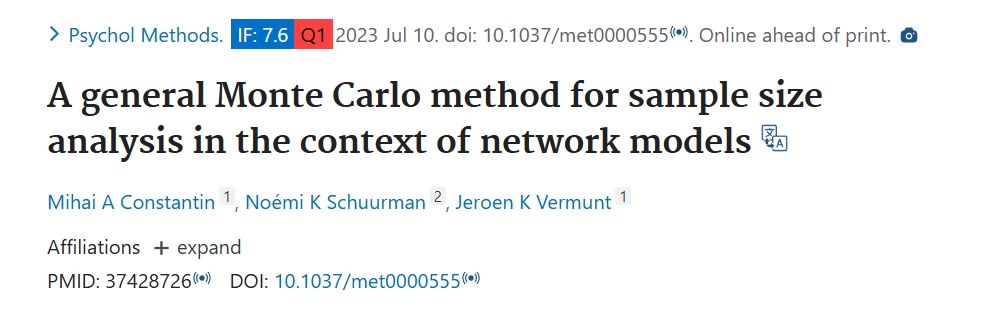 Psychol Methods. IF: 7.6 Q1 2023 Jul 10. doi: 10.1037/met0000555. Online ahead of print.
A general Monte Carlo method for sample size
analysis in the context of network models
Mihai A Constantin 1, Noémi K Schuurman 2, Jeroen K Vermunt 1
Affiliations + expand
PMID: 37428726 DOI: 10.1037/met0000555